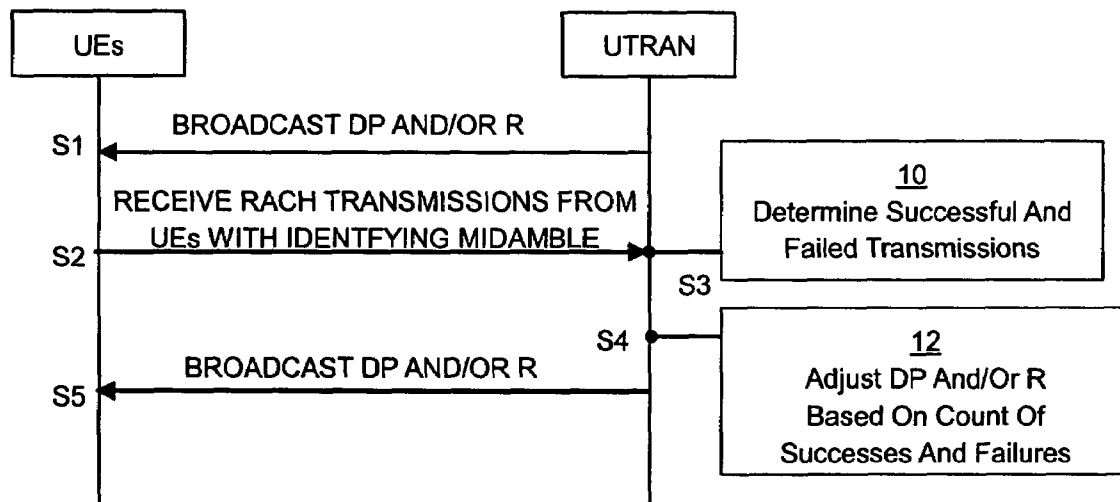 UEs
UTRAN
S1
BROADCAST DP AND/OR R
RECEIVE RACH TRANSMISSIONS FROM
UEs WITH IDENTFYING MIDAMBLE
S2
10
Determine Successful And
Failed Transmissions
S3
S4
12
Adjust DP And/Or R
Based On Count Of
Successes And Failures
BROADCAST DP AND/OR R
S5